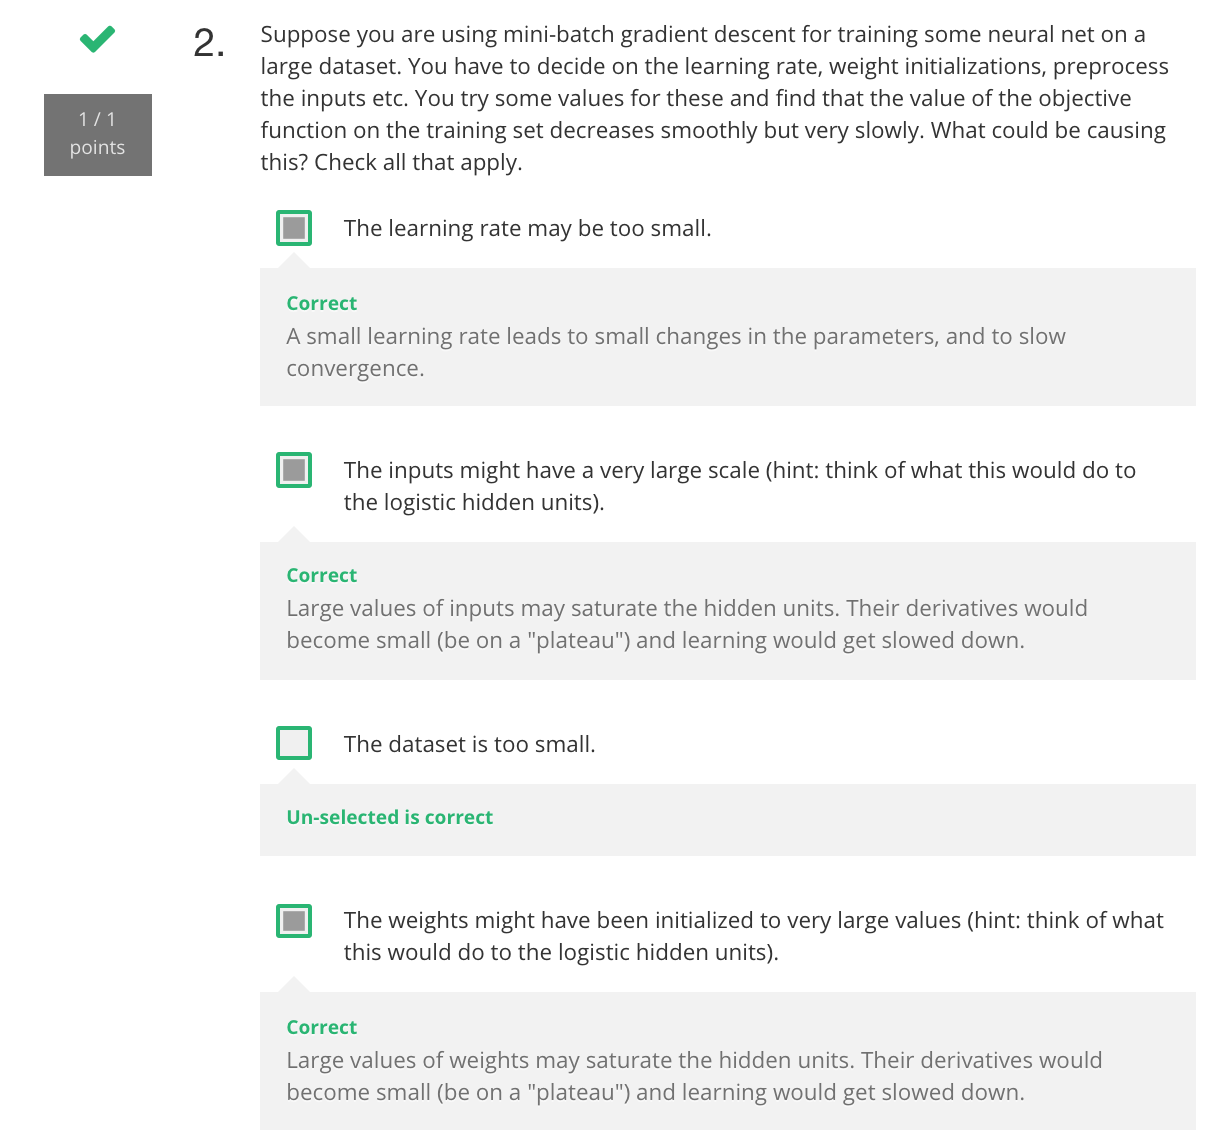 2.
Suppose you are using mini-batch gradient descent for training some neural net on a
large dataset. You have to decide on the learning rate, weight initializations, preprocess
the inputs etc. You try some values for these and find that the value of the objective
function on the training set decreases smoothly but very slowly. What could be causing
this? Check all that apply.
1 / 1
points
The learning rate may be too small.
Correct
A small learning rate leads to small changes in the parameters, and to slow
convergence.
The inputs might have a very large scale (hint: think of what this would do to
the logistic hidden units).
Correct
Large values of inputs may saturate the hidden units. Their derivatives would
become small (be on a "plateau") and learning would get slowed down.
The dataset is too small.
Un-selected is correct
The weights might have been initialized to very large values (hint: think of what
this would do to the logistic hidden units).
Correct
Large values of weights may saturate the hidden units. Their derivatives would
become small (be on a "plateau") and learning would get slowed down.